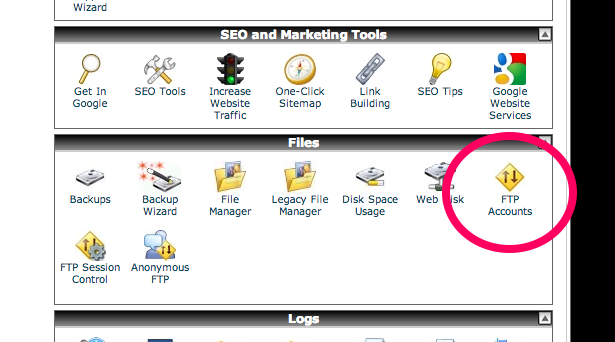 Wizard
SEO and Marketing Tools
Get In
Google
SEO Tools
Increase
Website
Traffic
One-Click
Sitemap
Link
Building
SEO Tips
Google
Website
Services
Files
Backups
Backup
Wizard
File
Manager
Legacy File
Manager
Disk Space
Usage
Web Disk
FTP
Accounts
FTP Session
Control
Anonymous
FTP
Logs